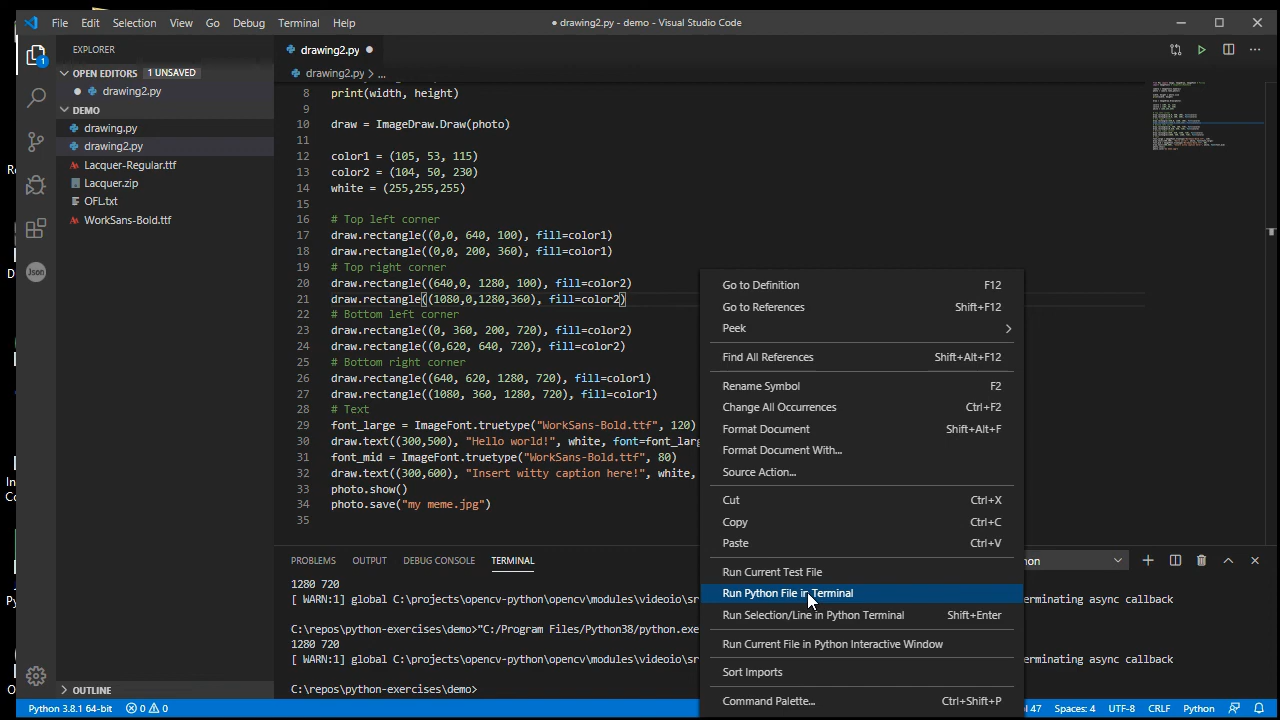 File Edit Selection View Go Debug Terminal Help
● drawing2.py - demo - Visual Studio Code
EXPLORER
drawing2.py ●
OPEN EDITORS 1 UNSAVED
drawing2.py > ...
● drawing2.py
DEMO
drawing.py
drawing2.py
Lacquer-Regular.ttf
Lacquer.zip
OFL.txt
WorkSans-Bold.ttf
OUTLINE
1
Json
8 print(width, height)
9
10 draw = ImageDraw.Draw(photo)
11
12 color1 = (105, 53, 115)
13 color2 = (104, 50, 230)
14 white = (255,255,255)
15
16 # Top left corner
17 draw.rectangle((0,0, 640, 100), fill=color1)
18 draw.rectangle((0,0, 200, 360), fill=color1)
19 # Top right corner
20 draw.rectangle((640,0, 1280, 100), fill=color2)
21 draw.rectangle((1080,0,1280,360), fill=color2)
22 # Bottom left corner
23 draw.rectangle((0, 360, 200, 720), fill=color2)
24 draw.rectangle((0,620, 640, 720), fill=color2)
25 # Bottom right corner
26 draw.rectangle((640, 620, 1280, 720), fill=color1)
27 draw.rectangle((1080, 360, 1280, 720), fill=color1)
28 # Text
29 font_large = ImageFont.truetype("WorkSans-Bold.ttf", 120)
30 draw.text((300,500), "Hello world!", white, font=font_larg
31 font_mid = ImageFont.truetype("WorkSans-Bold.ttf", 80)
32 draw.text((300,600), "Insert witty caption here!", white,
33 photo.show()
34 photo.save("my meme.jpg")
35
Go to Definition F12
Go to References Shift+F12
Peek
Find All References Shift+Alt+F12
Rename Symbol F2
Change All Occurrences Ctrl+F2
Format Document Shift+Alt+F
Format Document With...
Source Action...
Cut Ctrl+X
Copy Ctrl+C
Paste Ctrl+V
Run Current Test File
Run Python File in Terminal
Run Selection/Line in Python Terminal Shift+Enter
Run Current File in Python Interactive Window
Sort Imports
Command Palette... Ctrl+Shift+P
PROBLEMS OUTPUT DEBUG CONSOLE TERMINAL
1280 720
[ WARN:1] global C:\projects\opencv-python\opencv\modules\videoio\sr erminating async callback
C:\repos\python-exercises\demo>"C:/Program Files/Python38/python.exe
1280 720
[ WARN:1] global C:\projects\opencv-python\opencv\modules\videoio\sr erminating async callback
C:\repos\python-exercises\demo>
Python 3.8.1 64-bit 0 0
47 Spaces: 4 UTF-8 CRLF Python